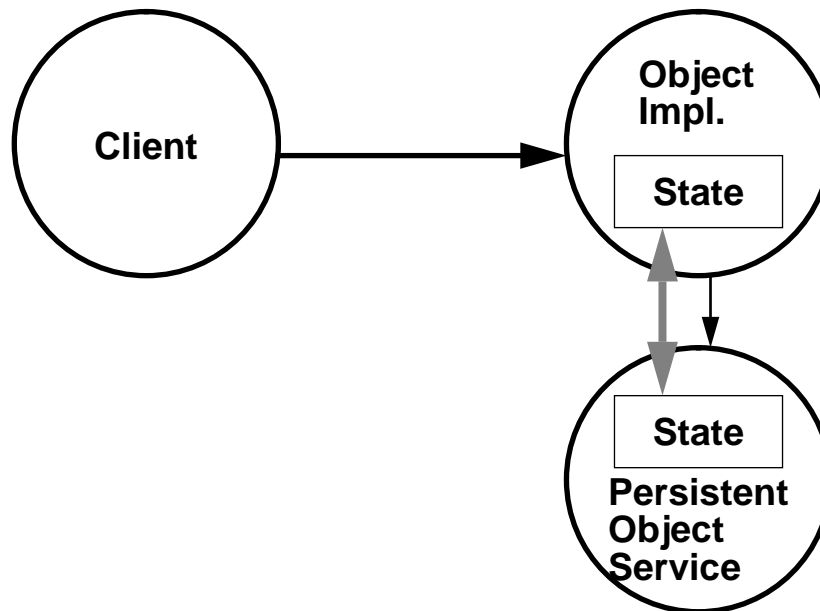 Client
Object
Impl.
State
State
Persistent
Object
Service